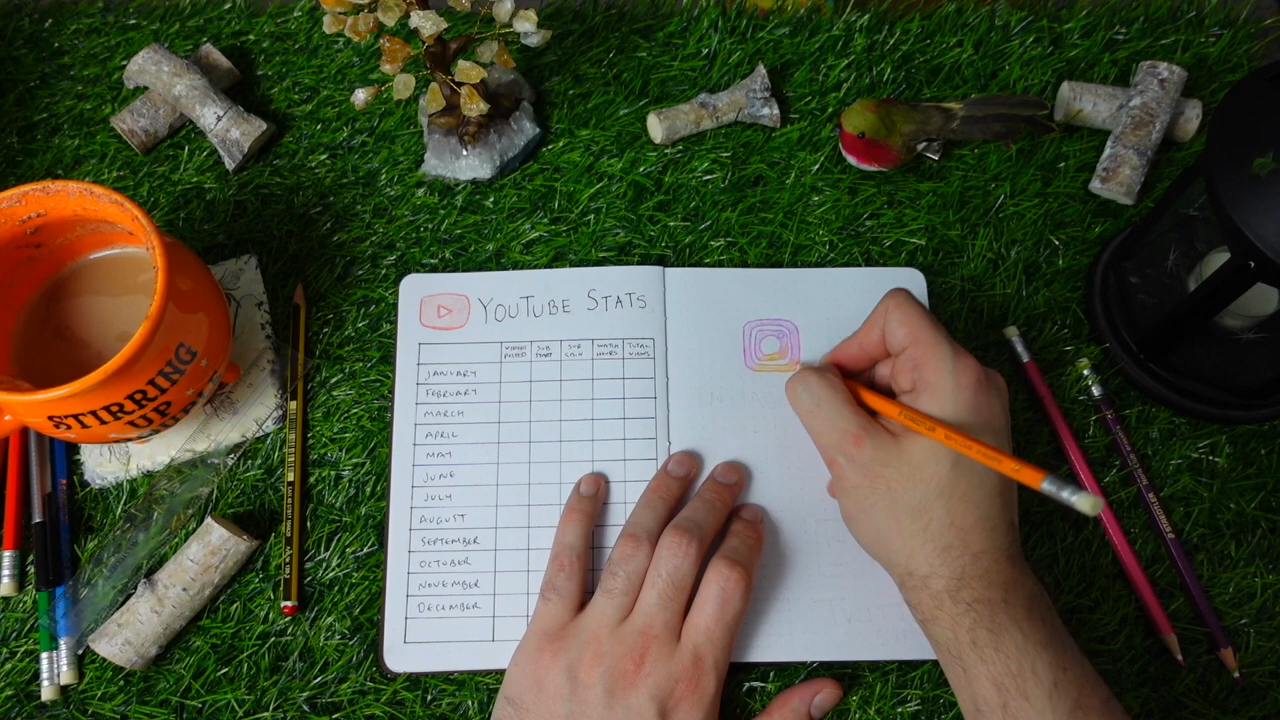 STIRRING
UP
YOUTUBE STATS
VIDEOS POSTED
SUB START
SUB GAIN
WATCH HOURS
TOTAL VIEWS
JANUARY
FEBRUARY
MARCH
APRIL
MAY
JUNE
JULY
AUGUST
SEPTEMBER
OCTOBER
NOVEMBER
DECEMBER
STAEDTLER